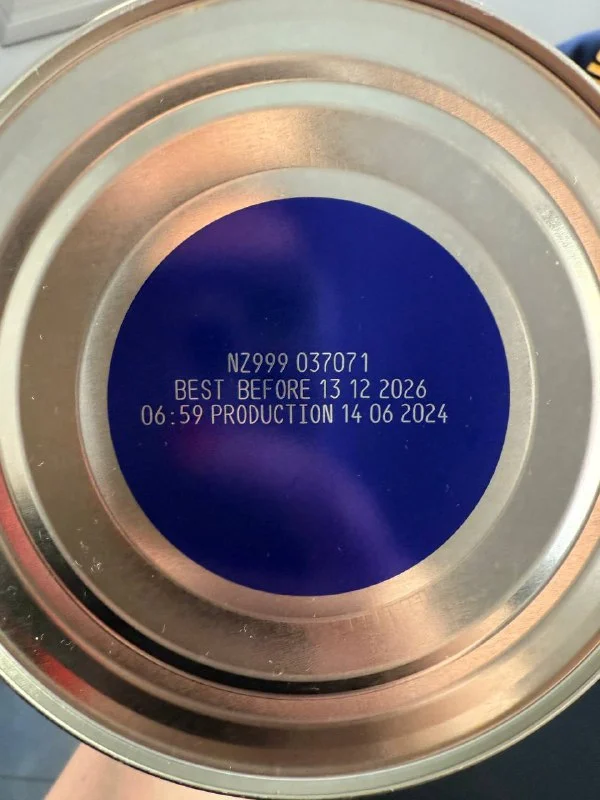 NZ999 037071
BEST BEFORE 13 12 2026
06:59 PRODUCTION 14 06 2024